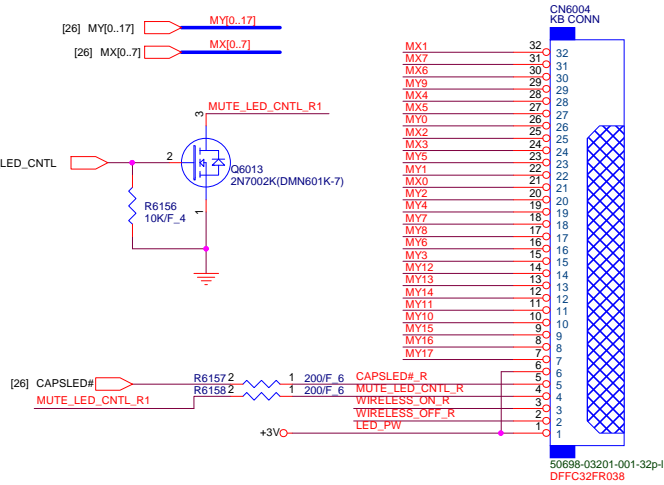 CN6004
KB CONN
[26] MY[0..17] MY[0..17]
[26] MX[0..7] MX[0..7]
MX1 32 32
MX7 31 31
MX6 30 30
MY9 29 29
MX4 28 28
MX5 27 27
MY0 26 26
MX2 25 25
MX3 24 24
MY5 23 23
MY1 22 22
MX0 21 21
MY2 20 20
MY4 19 19
MY7 18 18
MY8 17 17
MY6 16 16
MY3 15 15
MY12 14 14
MY13 13 13
MY14 12 12
MY11 11 11
MY10 10 10
MY15 9 9
MY16 8 8
MY17 7 7
6 6
CAPSLED#_R 5 5
MUTE_LED_CNTL_R 4 4
WIRELESS_ON_R 3 3
WIRELESS_OFF_R 2 2
LED_PW 1 1
MUTE_LED_CNTL_R1
3
LED_CNTL
2
Q6013
2N7002K(DMN601K-7)
1
R6156
10K/F_4
[26] CAPSLED# R6157 2 1 200/F_6
R6158 2 1 200/F_6
MUTE_LED_CNTL_R1
+3V
50698-03201-001-32p-l
DFFC32FR038